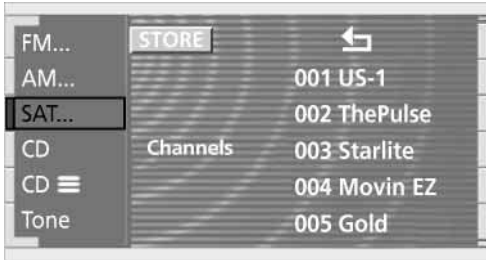 FM...
AM...
SAT...
CD
CD
Tone
STORE
Channels
001 US-1
002 ThePulse
003 Starlite
004 Movin EZ
005 Gold